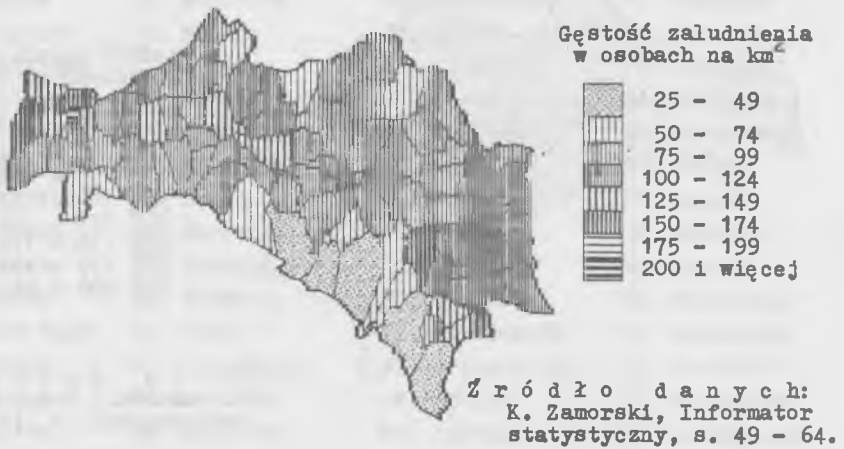 Gęstość zaludnienia
w osobach na km²
25 - 49
50 - 74
75 - 99
100 - 124
125 - 149
150 - 174
175 - 199
200 i więcej
Źródło danych:
K. Zamorski, Informator
statystyczny, s. 49 - 64.